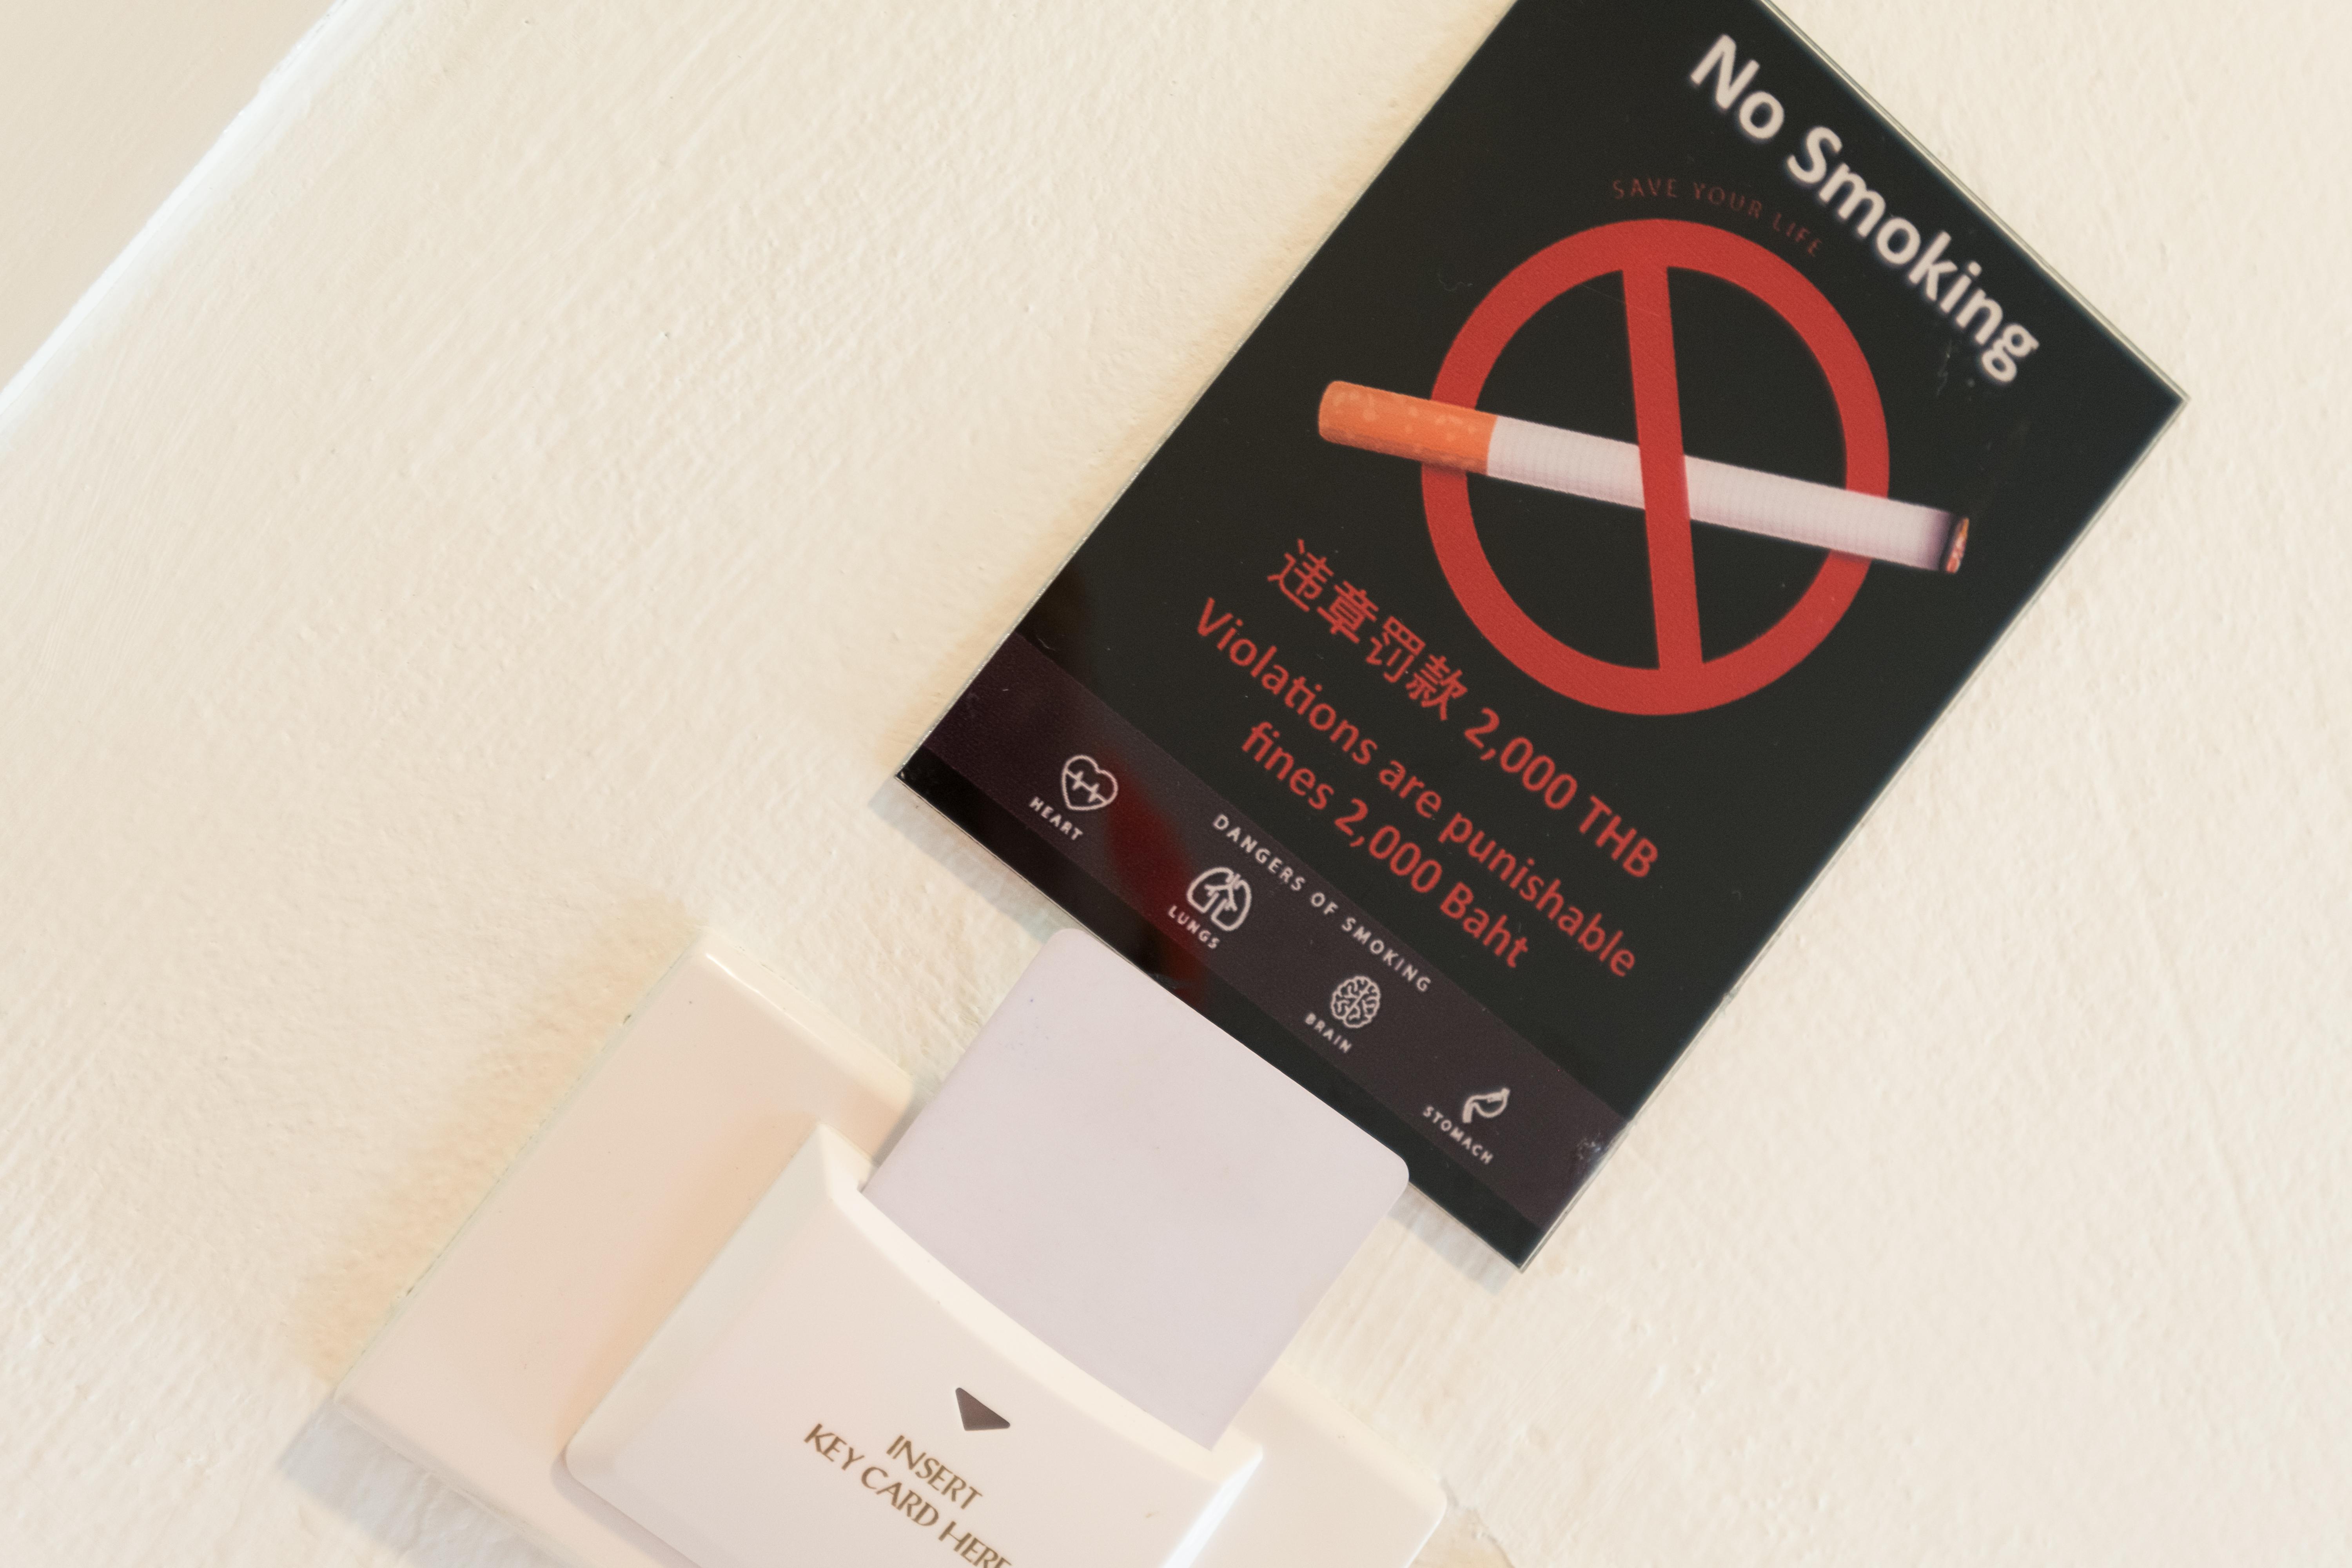 No Smoking
SAVE YOUR LIFE
违章罚款 2,000 THB
Violations are punishable
fines 2,000 Baht
DANGERS OF SMOKING
HEART
LUNGS
BRAIN
STOMACH
INSERT
KEY CARD HERE